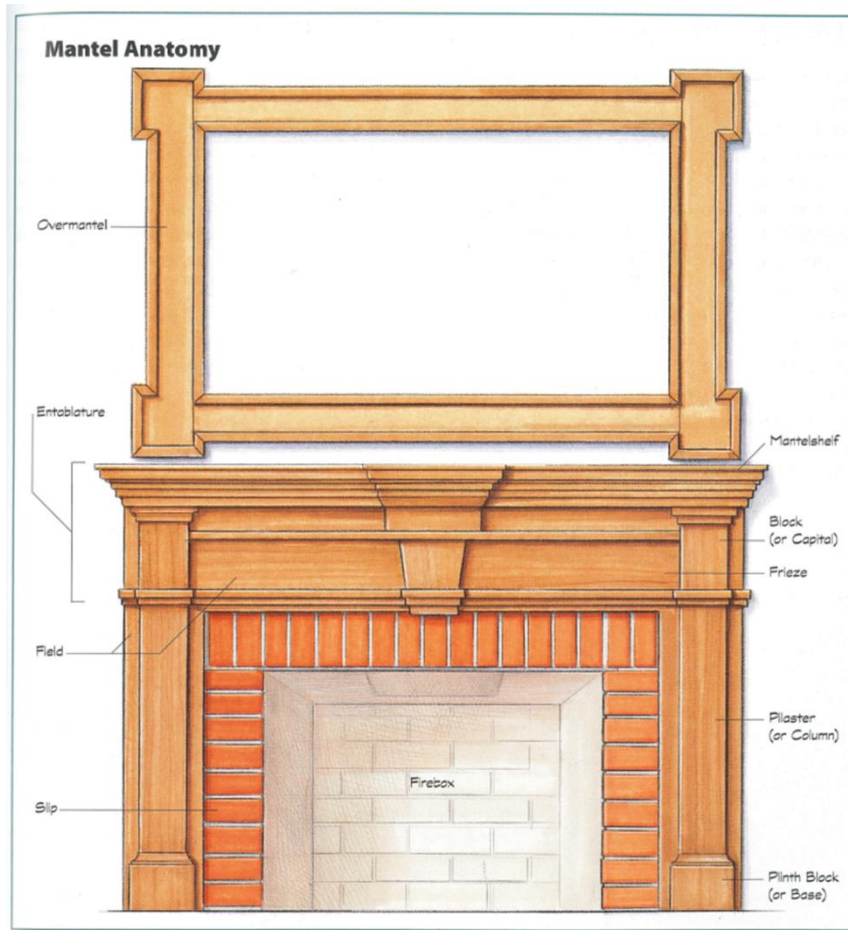 Mantel Anatomy
Overmantel
Entablature
Mantelshelf
Block
(or Capital)
Frieze
Field
Pilaster
(or Column)
Firebox
Slip
Plinth Block
(or Base)